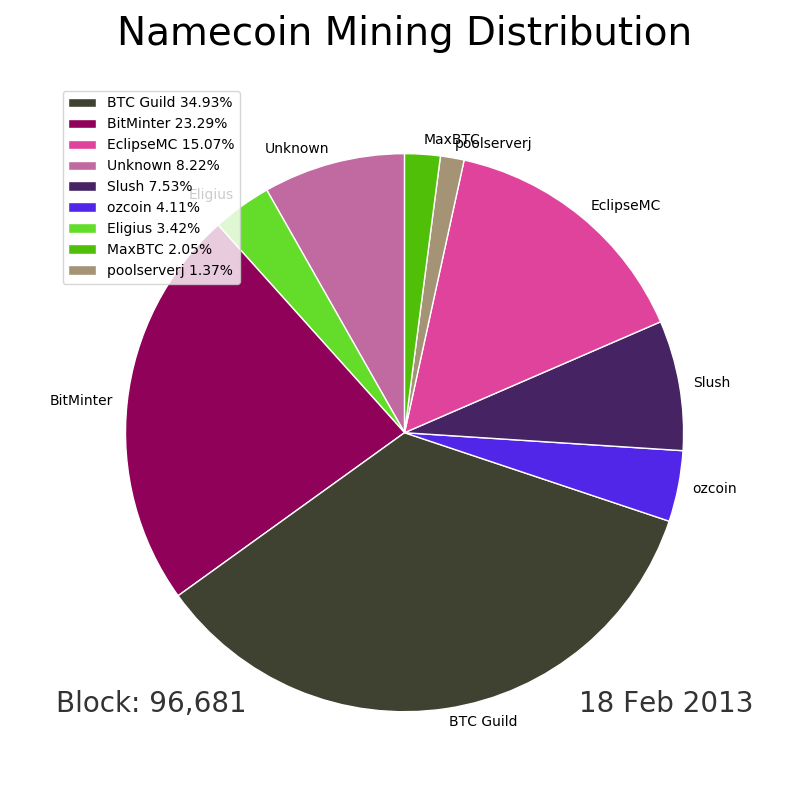 Namecoin Mining Distribution
BTC Guild 34.93%
BitMinter 23.29%
EclipseMC 15.07%
Unknown 8.22%
Slush 7.53%
ozcoin 4.11%
Eligius 3.42%
MaxBTC 2.05%
poolserverj 1.37%
MaxBTC
poolserverj
Unknown
Eligius
EclipseMC
BitMinter
Slush
ozcoin
BTC Guild
Block: 96,681
18 Feb 2013